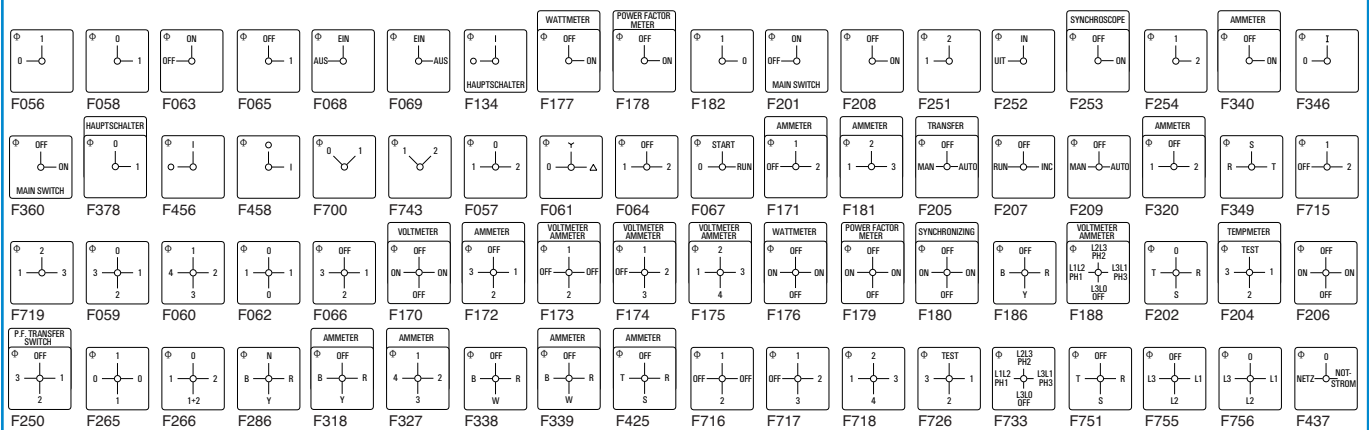 Φ 1
0
F056
Φ 0
1
F058
Φ ON
OFF
F063
Φ OFF
1
F065
Φ EIN
AUS
F068
Φ EIN
AUS
F069
Φ I
O
HAUPTSCHALTER
F134
WATTMETER
Φ OFF
ON
F177
POWER FACTOR
METER
Φ OFF
ON
F178
Φ 1
0
F182
Φ ON
OFF
MAIN SWITCH
F201
Φ OFF
ON
F208
Φ 2
1
F251
Φ IN
UIT
F252
SYNCHROSCOPE
Φ OFF
ON
F253
Φ 1
2
F254
AMMETER
Φ OFF
ON
F340
Φ I
0
F346
Φ OFF
ON
MAIN SWITCH
F360
HAUPTSCHALTER
Φ 0
1
F378
Φ I
O
F456
Φ O
I
F458
Φ 0 1
F700
Φ 1 2
F743
Φ 0
1 2
F057
Φ Y
0 Δ
F061
Φ OFF
1 2
F064
Φ START
0 RUN
F067
AMMETER
Φ 1
OFF 2
F171
AMMETER
Φ 2
1 3
F181
TRANSFER
Φ OFF
MAN AUTO
F205
Φ OFF
RUN INC
F207
Φ OFF
MAN AUTO
F209
AMMETER
Φ OFF
1 2
F320
Φ S
R T
F349
Φ 1
OFF 2
F715
Φ 2
1 3
F719
Φ 0
3 1
2
F059
Φ 1
4 2
3
F060
Φ 0
1 1
0
F062
Φ OFF
3 1
2
F066
VOLTMETER
Φ OFF
ON ON
OFF
F170
AMMETER
Φ OFF
3 1
2
F172
VOLTMETER
AMMETER
Φ 1
OFF OFF
2
F173
VOLTMETER
AMMETER
Φ 1
OFF 2
3
F174
VOLTMETER
AMMETER
Φ 2
1 3
4
F175
WATTMETER
Φ OFF
ON ON
OFF
F176
POWER FACTOR
METER
Φ OFF
ON ON
OFF
F179
SYNCHRONIZING
Φ OFF
ON ON
OFF
F180
Φ OFF
B R
Y
F186
VOLTMETER
AMMETER
Φ L2L3
PH2
L1L2 L3L1
PH1 PH3
L3L0
OFF
F188
Φ 0
T R
S
F202
TEMPMETER
Φ TEST
3 1
2
F204
Φ OFF
ON ON
OFF
F206
P.F. TRANSFER
SWITCH
Φ OFF
3 1
2
F250
Φ 1
0 0
1
F265
Φ 0
1 2
1+2
F266
Φ N
B R
Y
F286
AMMETER
Φ OFF
B R
Y
F318
AMMETER
Φ 1
4 2
3
F327
Φ OFF
B R
W
F338
AMMETER
Φ OFF
B R
W
F339
AMMETER
Φ OFF
T R
S
F425
Φ 1
OFF OFF
2
F716
Φ 1
OFF 2
3
F717
Φ 2
1 3
4
F718
Φ TEST
3 1
2
F726
Φ L2L3
PH2
L1L2 L3L1
PH1 PH3
L3L0
OFF
F733
Φ OFF
T R
S
F751
Φ OFF
L3 L1
L2
F755
Φ 0
L3 L1
L2
F756
Φ 0
NETZ NOT-
STROM
F437